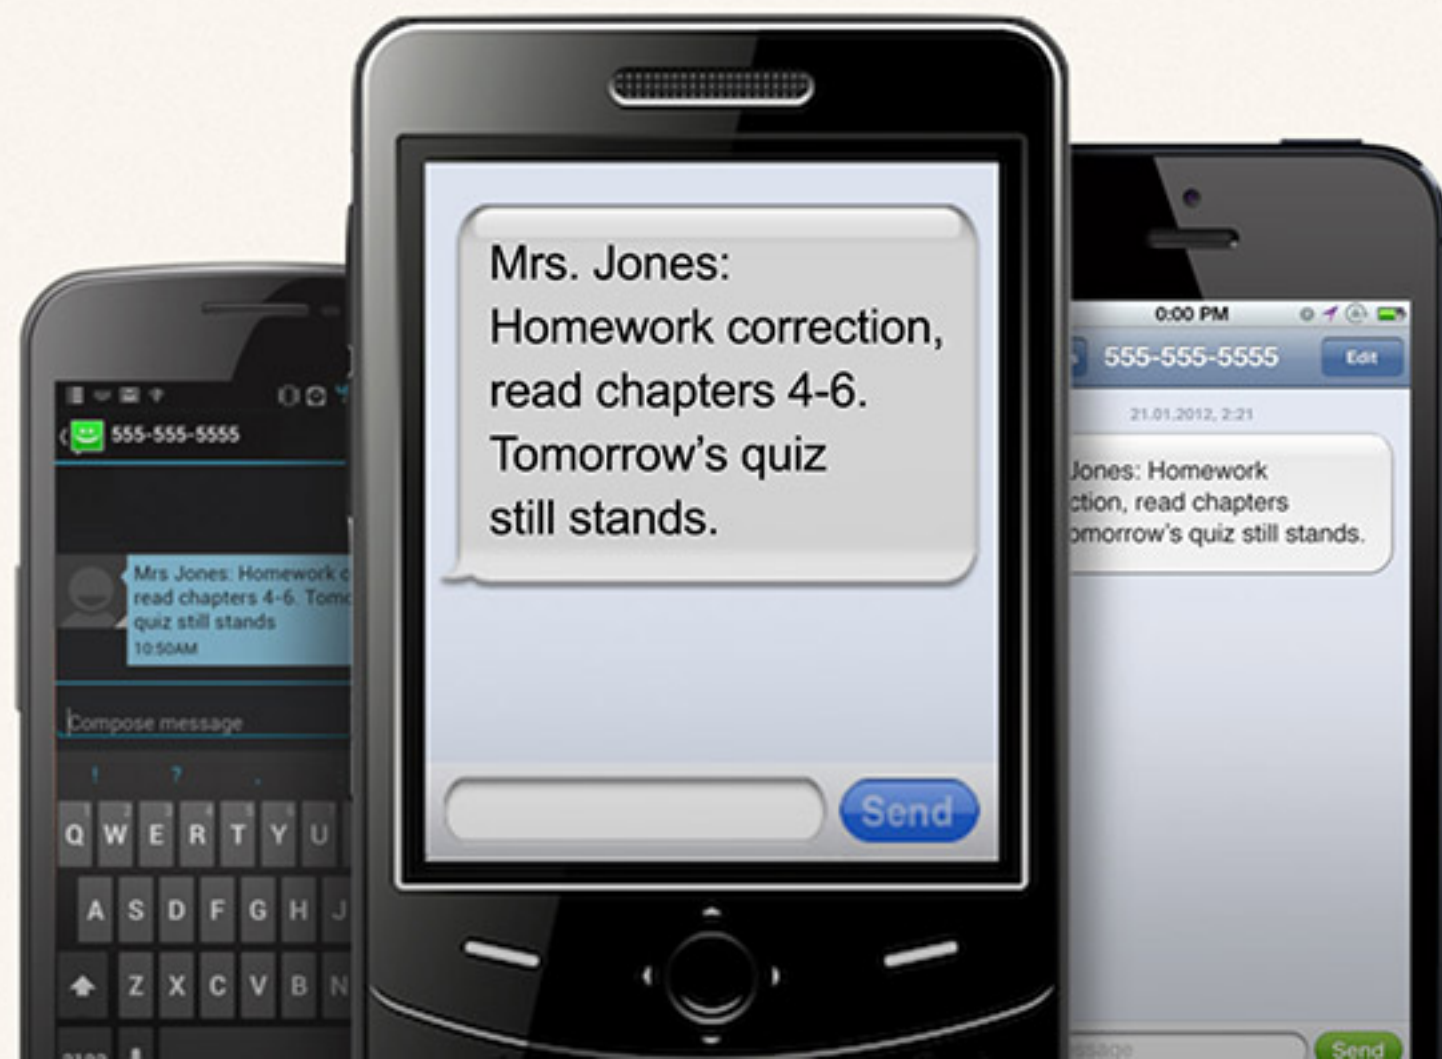 Mrs. Jones:
Homework correction,
read chapters 4-6.
Tomorrow's quiz
still stands.
Send
555-555-5555
Mrs Jones: Homework
read chapters 4-6.
quiz still stands
10:50AM
Compose message
! ? .
Q W E R T Y U
A S D F G H J
Z X C V B N
0:00 PM
555-555-5555
Edit
21.01.2012, 2:21
Jones: Homework
ction, read chapters
omorrow's quiz still stands.
Send